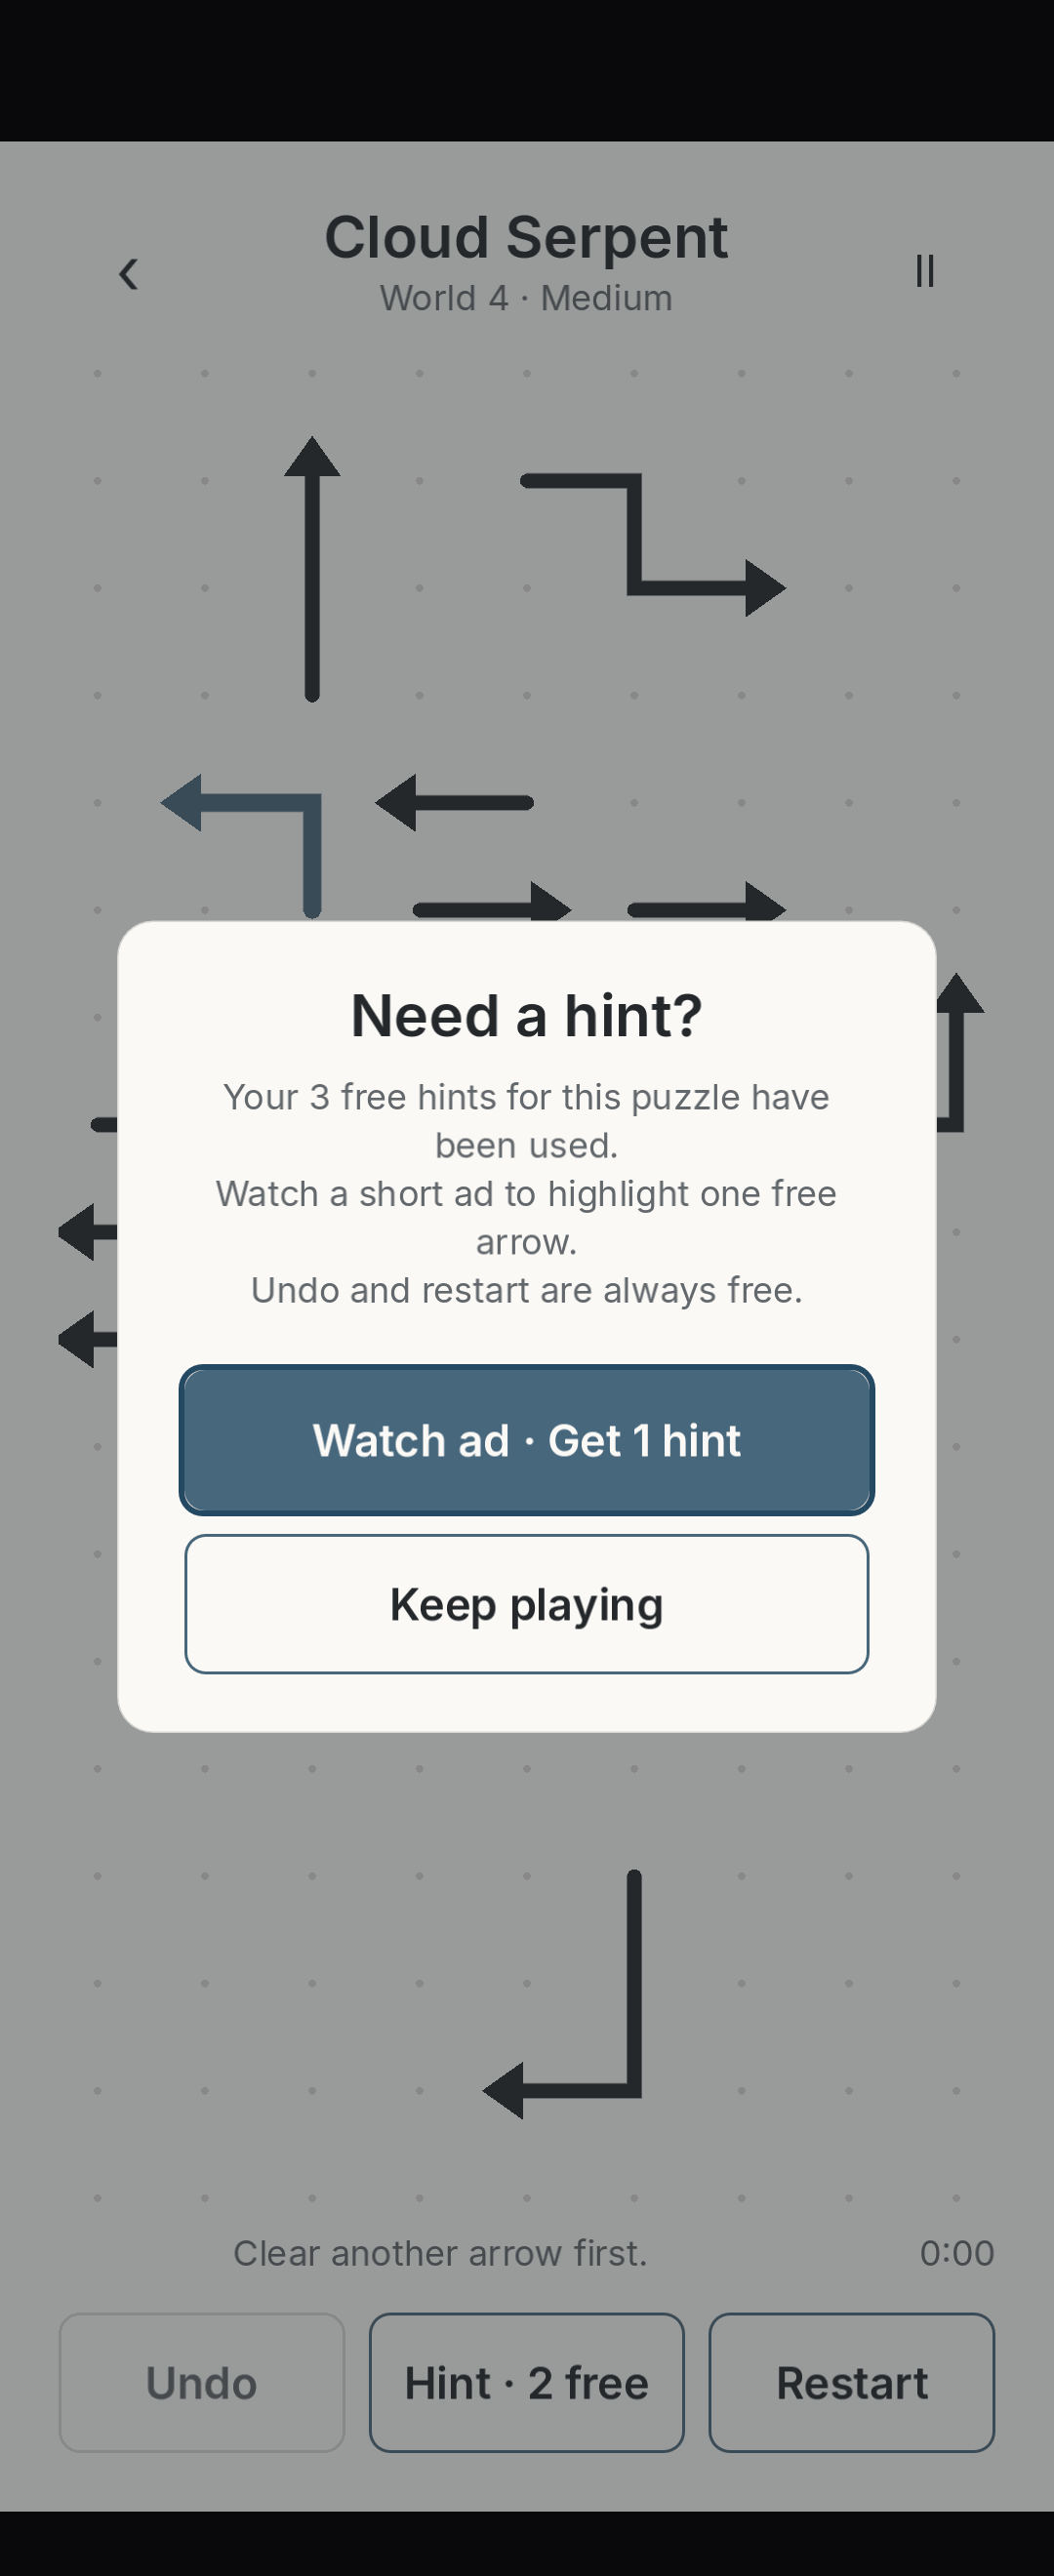 Cloud Serpent
World 4 · Medium
Need a hint?
Your 3 free hints for this puzzle have
been used.
Watch a short ad to highlight one free
arrow.
Undo and restart are always free.
Watch ad · Get 1 hint
Keep playing
Clear another arrow first.
0:00
Undo
Hint · 2 free
Restart